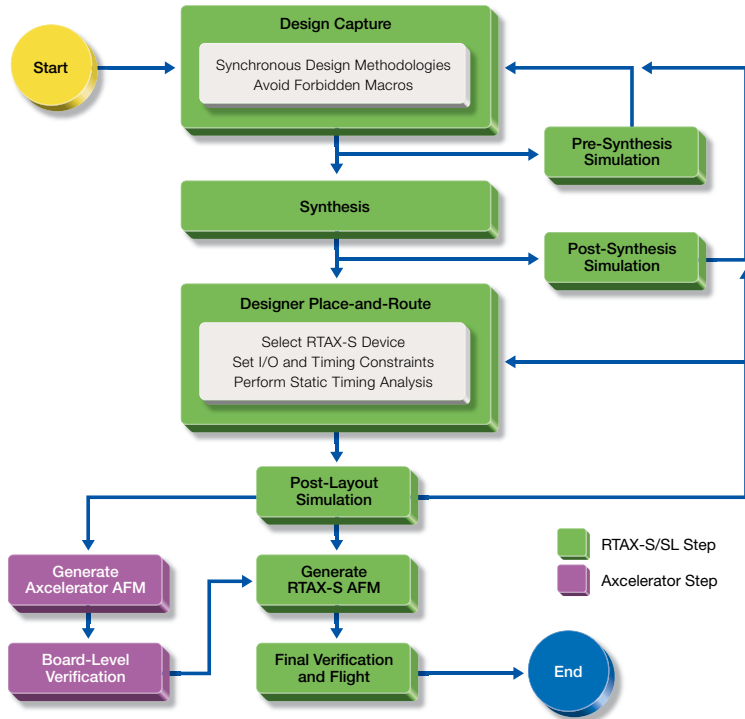 Design Capture
Start
Synchronous Design Methodologies
Avoid Forbidden Macros
Pre-Synthesis
Simulation
Synthesis
Post-Synthesis
Simulation
Designer Place-and-Route
Select RTAX-S Device
Set I/O and Timing Constraints
Perform Static Timing Analysis
Post-Layout
Simulation
RTAX-S/SL Step
Axcelerator Step
Generate
Axcelerator AFM
Generate
RTAX-S AFM
Board-Level
Verification
Final Verification
and Flight
End